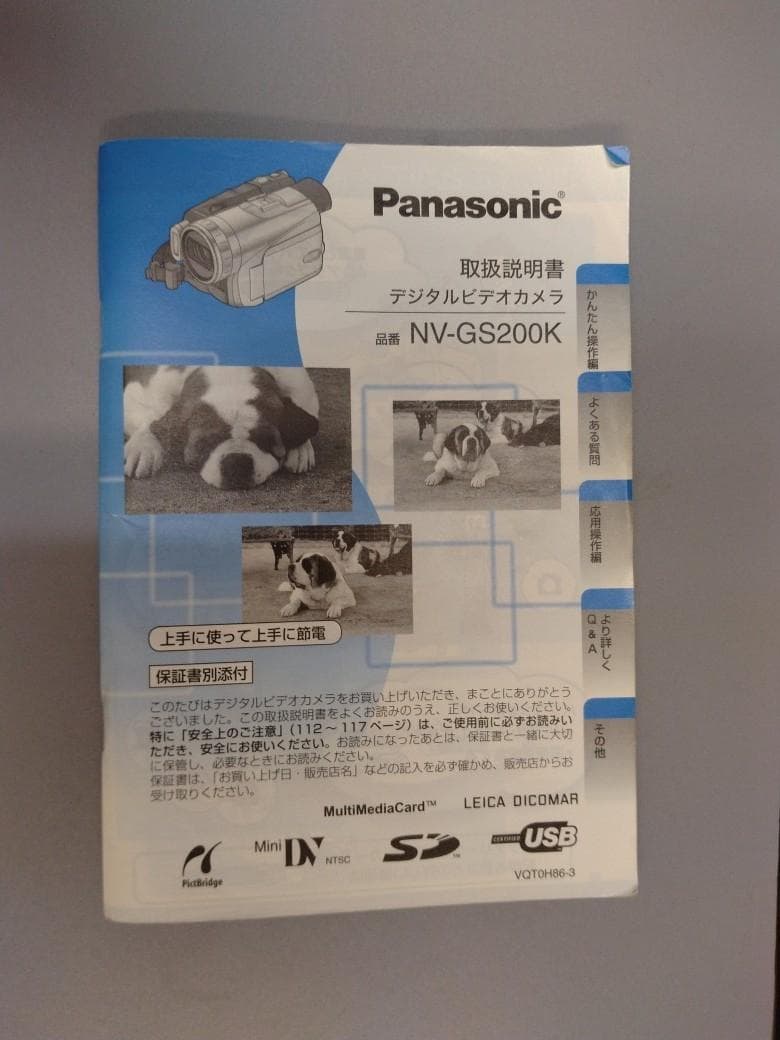 Panasonic®
取扱説明書
デジタルビデオカメラ
品番 NV-GS200K
かんたん操作編
よくある質問
応用操作編
より詳しく
Q&A
その他
上手に使って上手に節電
保証書別添付
このたびはデジタルビデオカメラをお買い上げいただき、まことにありがとう
ございました。この取扱説明書をよくお読みのうえ、正しくお使いください。
特に「安全上のご注意」(112～117ページ)は、ご使用前に必ずお読みい
ただき、安全にお使いください。お読みになったあとは、保証書と一緒に大切
に保管し、必要なときにお読みください。
保証書は、「お買い上げ日・販売店名」などの記入を必ず確かめ、販売店からお
受け取りください。
MultiMediaCard™ LEICA DICOMAR
PictBridge
Mini DV NTSC
SD™
CERTIFIED USB
VQT0H86-3